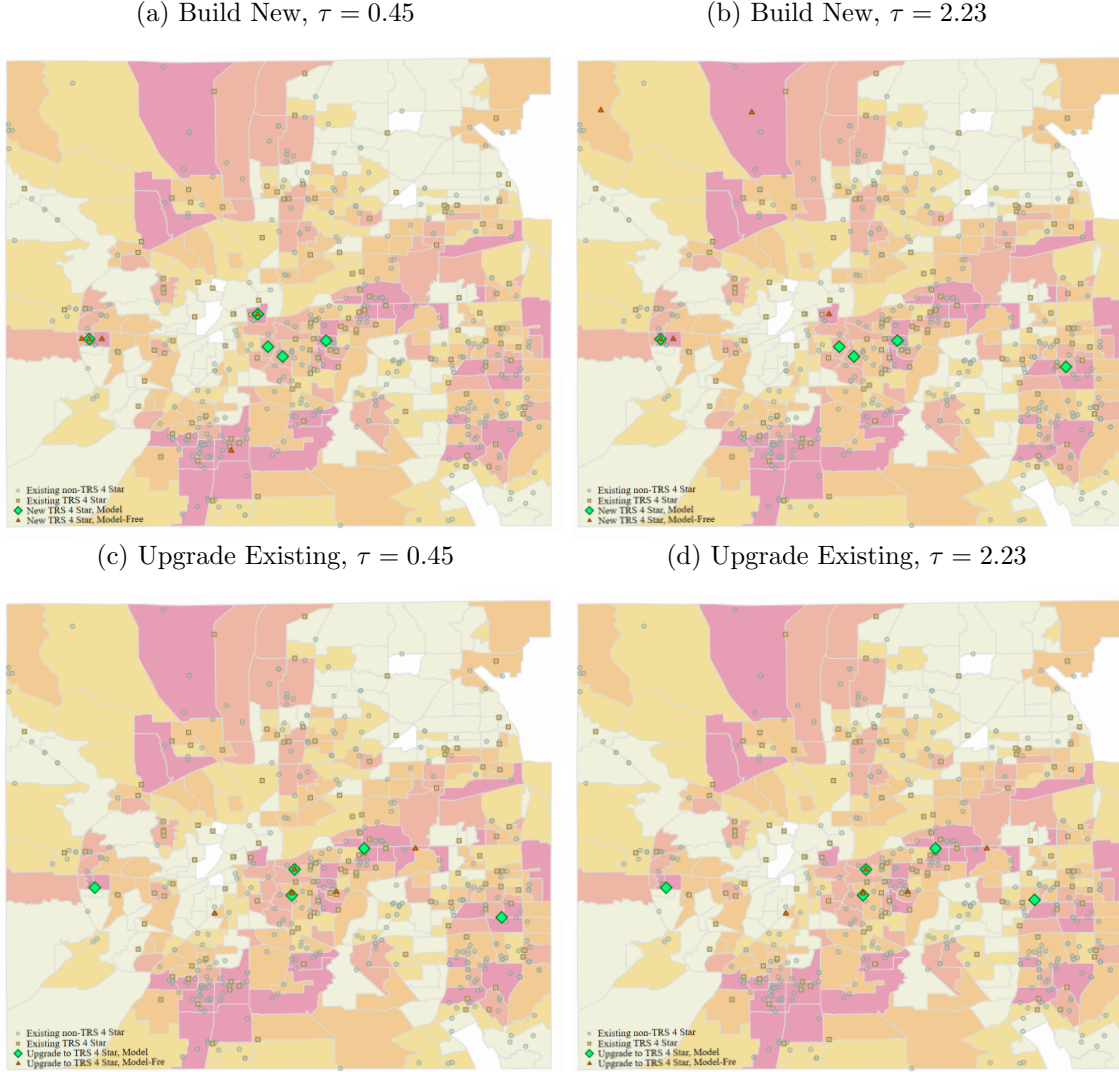 (a) Build New, τ = 0.45
(b) Build New, τ = 2.23
Existing non-TRS 4 Star
Existing TRS 4 Star
New TRS 4 Star, Model
New TRS 4 Star, Model-Free
Existing non-TRS 4 Star
Existing TRS 4 Star
New TRS 4 Star, Model
New TRS 4 Star, Model-Free
(c) Upgrade Existing, τ = 0.45
(d) Upgrade Existing, τ = 2.23
Existing non-TRS 4 Star
Existing TRS 4 Star
Upgrade to TRS 4 Star, Model
Upgrade to TRS 4 Star, Model-Fre
Existing non-TRS 4 Star
Existing TRS 4 Star
Upgrade to TRS 4 Star, Model
Upgrade to TRS 4 Star, Model-Fre